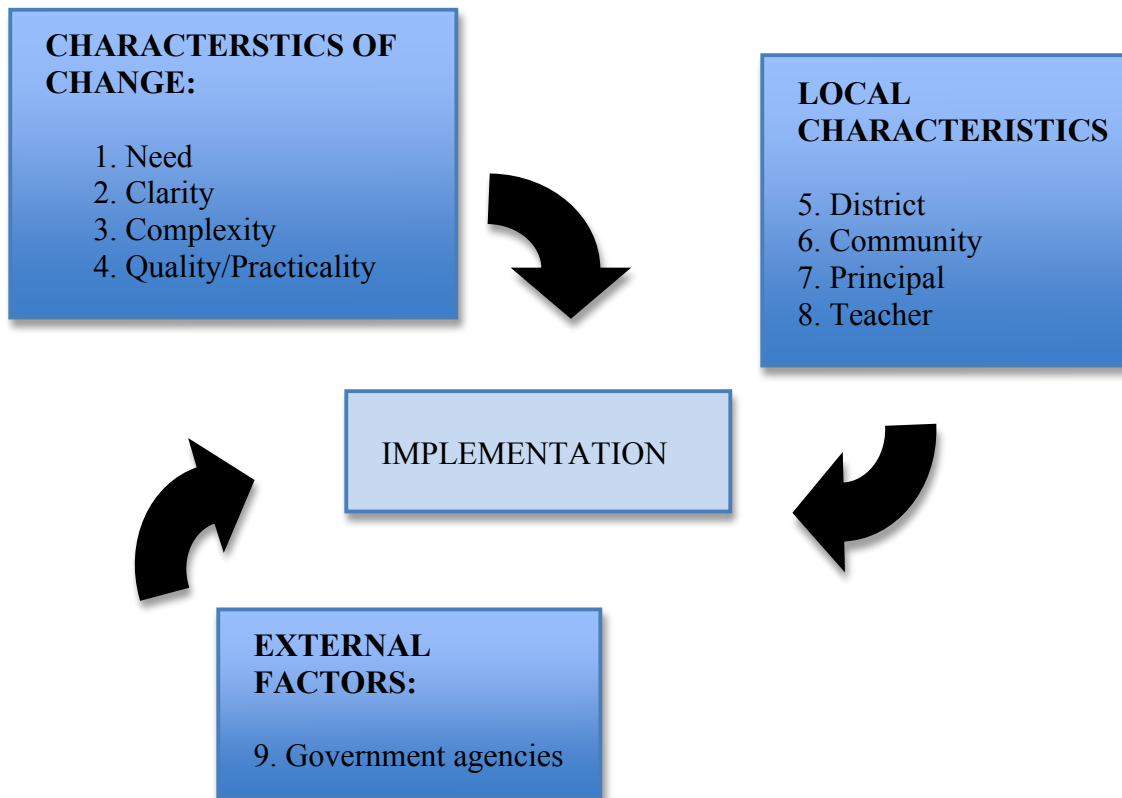 CHARACTERSTICS OF
CHANGE:
1. Need
2. Clarity
3. Complexity
4. Quality/Practicality
LOCAL
CHARACTERISTICS
5. District
6. Community
7. Principal
8. Teacher
IMPLEMENTATION
EXTERNAL
FACTORS:
9. Government agencies